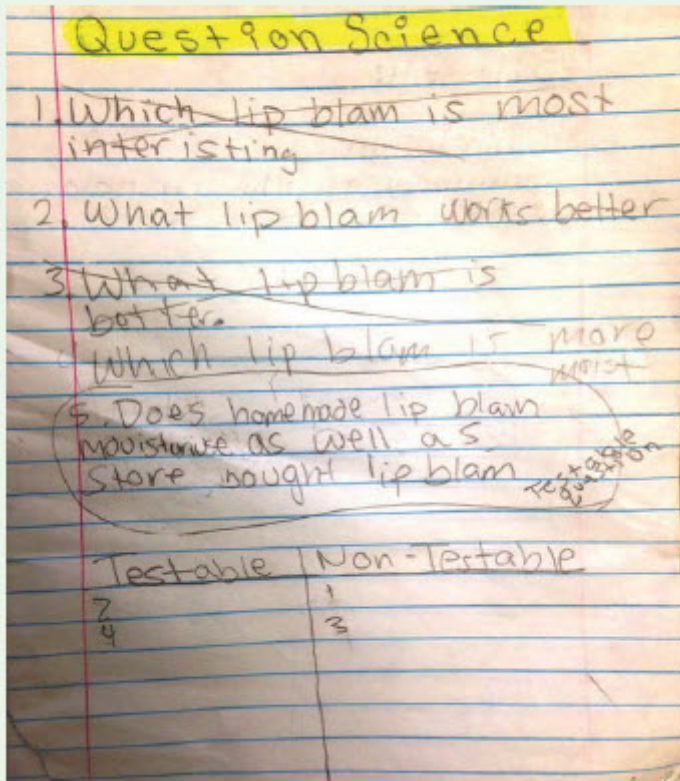 Question Science
1. Which lip blam is most
interisting
2. What lip blam works better
3. What lip blam is
better.
4 Which lip blam is more
moist
5. Does homemade lip blam
mouisturise as well as
store bought lip blam
Testable
Question
Testable Non-Testable
2 1
4 3